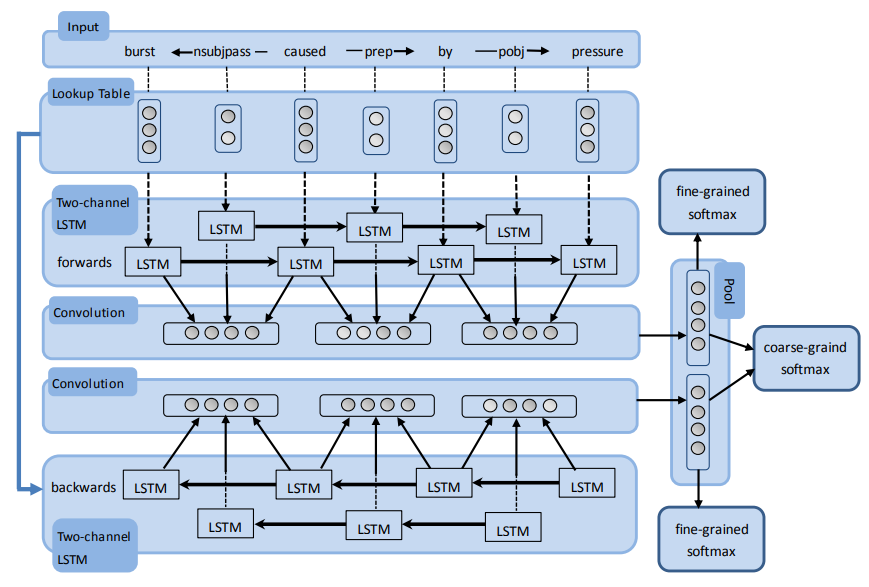 Input
burst nsubjpass caused prep by pobj pressure
Lookup Table
Two-channel
LSTM
LSTM LSTM LSTM
forwards
LSTM LSTM LSTM LSTM
Convolution
Convolution
backwards
LSTM LSTM LSTM LSTM
LSTM LSTM LSTM
Two-channel
LSTM
fine-grained
softmax
Pool
coarse-graind
softmax
fine-grained
softmax